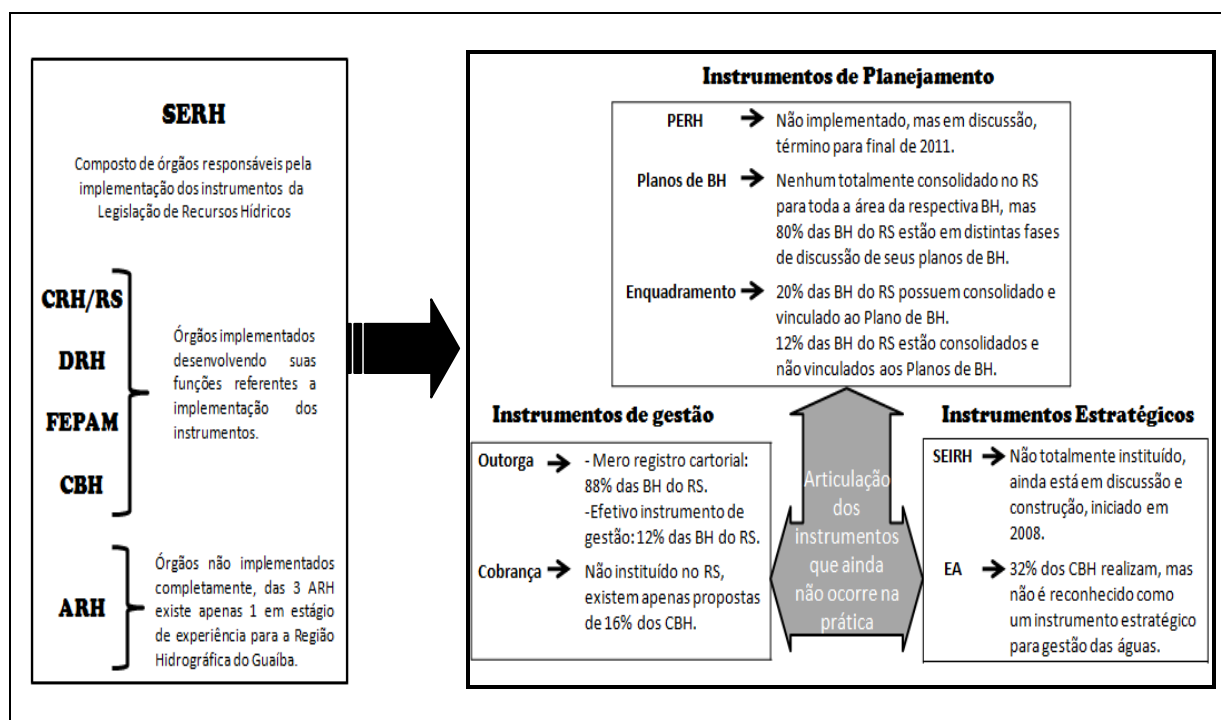 SERH
Composto de órgãos responsáveis pela
implementação dos instrumentos da
Legislação de Recursos Hídricos
CRH/RS
DRH
FEPAM
CBH
Órgãos implementados
desenvolvendo suas
funções referentes a
implementação dos
instrumentos.
ARH
Órgãos não implementados
completamente, das 3 ARH
existe apenas 1 em estágio
de experiência para a Região
Hidrográfica do Guaíba.
Instrumentos de Planejamento
PERH
Não implementado, mas em discussão,
término para final de 2011.
Planos de BH
Nenhum totalmente consolidado no RS
para toda a área da respectiva BH, mas
80% das BH do RS estão em distintas fases
de discussão de seus planos de BH.
Enquadramento
20% das BH do RS possuem consolidado e
vinculado ao Plano de BH.
12% das BH do RS estão consolidados e
não vinculados aos Planos de BH.
Instrumentos de gestão
Outorga
- Mero registro cartorial:
88% das BH do RS.
-Efetivo instrumento de
gestão: 12% das BH do RS.
Cobrança
Não instituído no RS,
existem apenas propostas
de 16% dos CBH.
Articulação
dos
instrumentos
que ainda
não ocorre na
prática
Instrumentos Estratégicos
SEIRH
Não totalmente instituído,
ainda está em discussão e
construção, iniciado em
2008.
EA
32% dos CBH realizam, mas
não é reconhecido como
um instrumento estratégico
para gestão das águas.